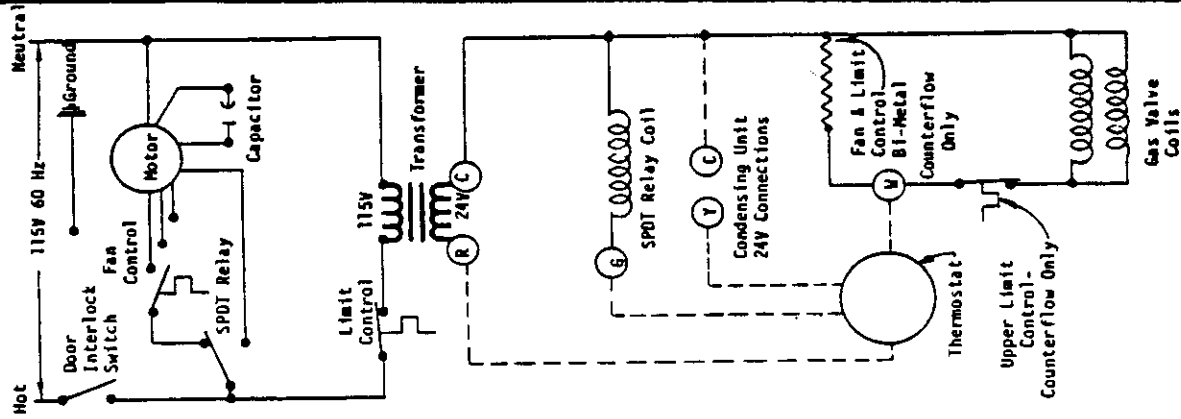 Hot
115V 60 Hz
Neutral
Door
Interlock
Switch
Ground
Fan
Control
SPDT Relay
Motor
Capacitor
Limit
Control
115V
Transformer
24V
R
C
G
SPDT Relay Coil
Y
C
Condensing Unit
24V Connections
Thermostat
W
Fan & Limit
Control
Bi-Metal
Counterflow
Only
Upper Limit
Control-
Counterflow Only
Gas Valve
Coils